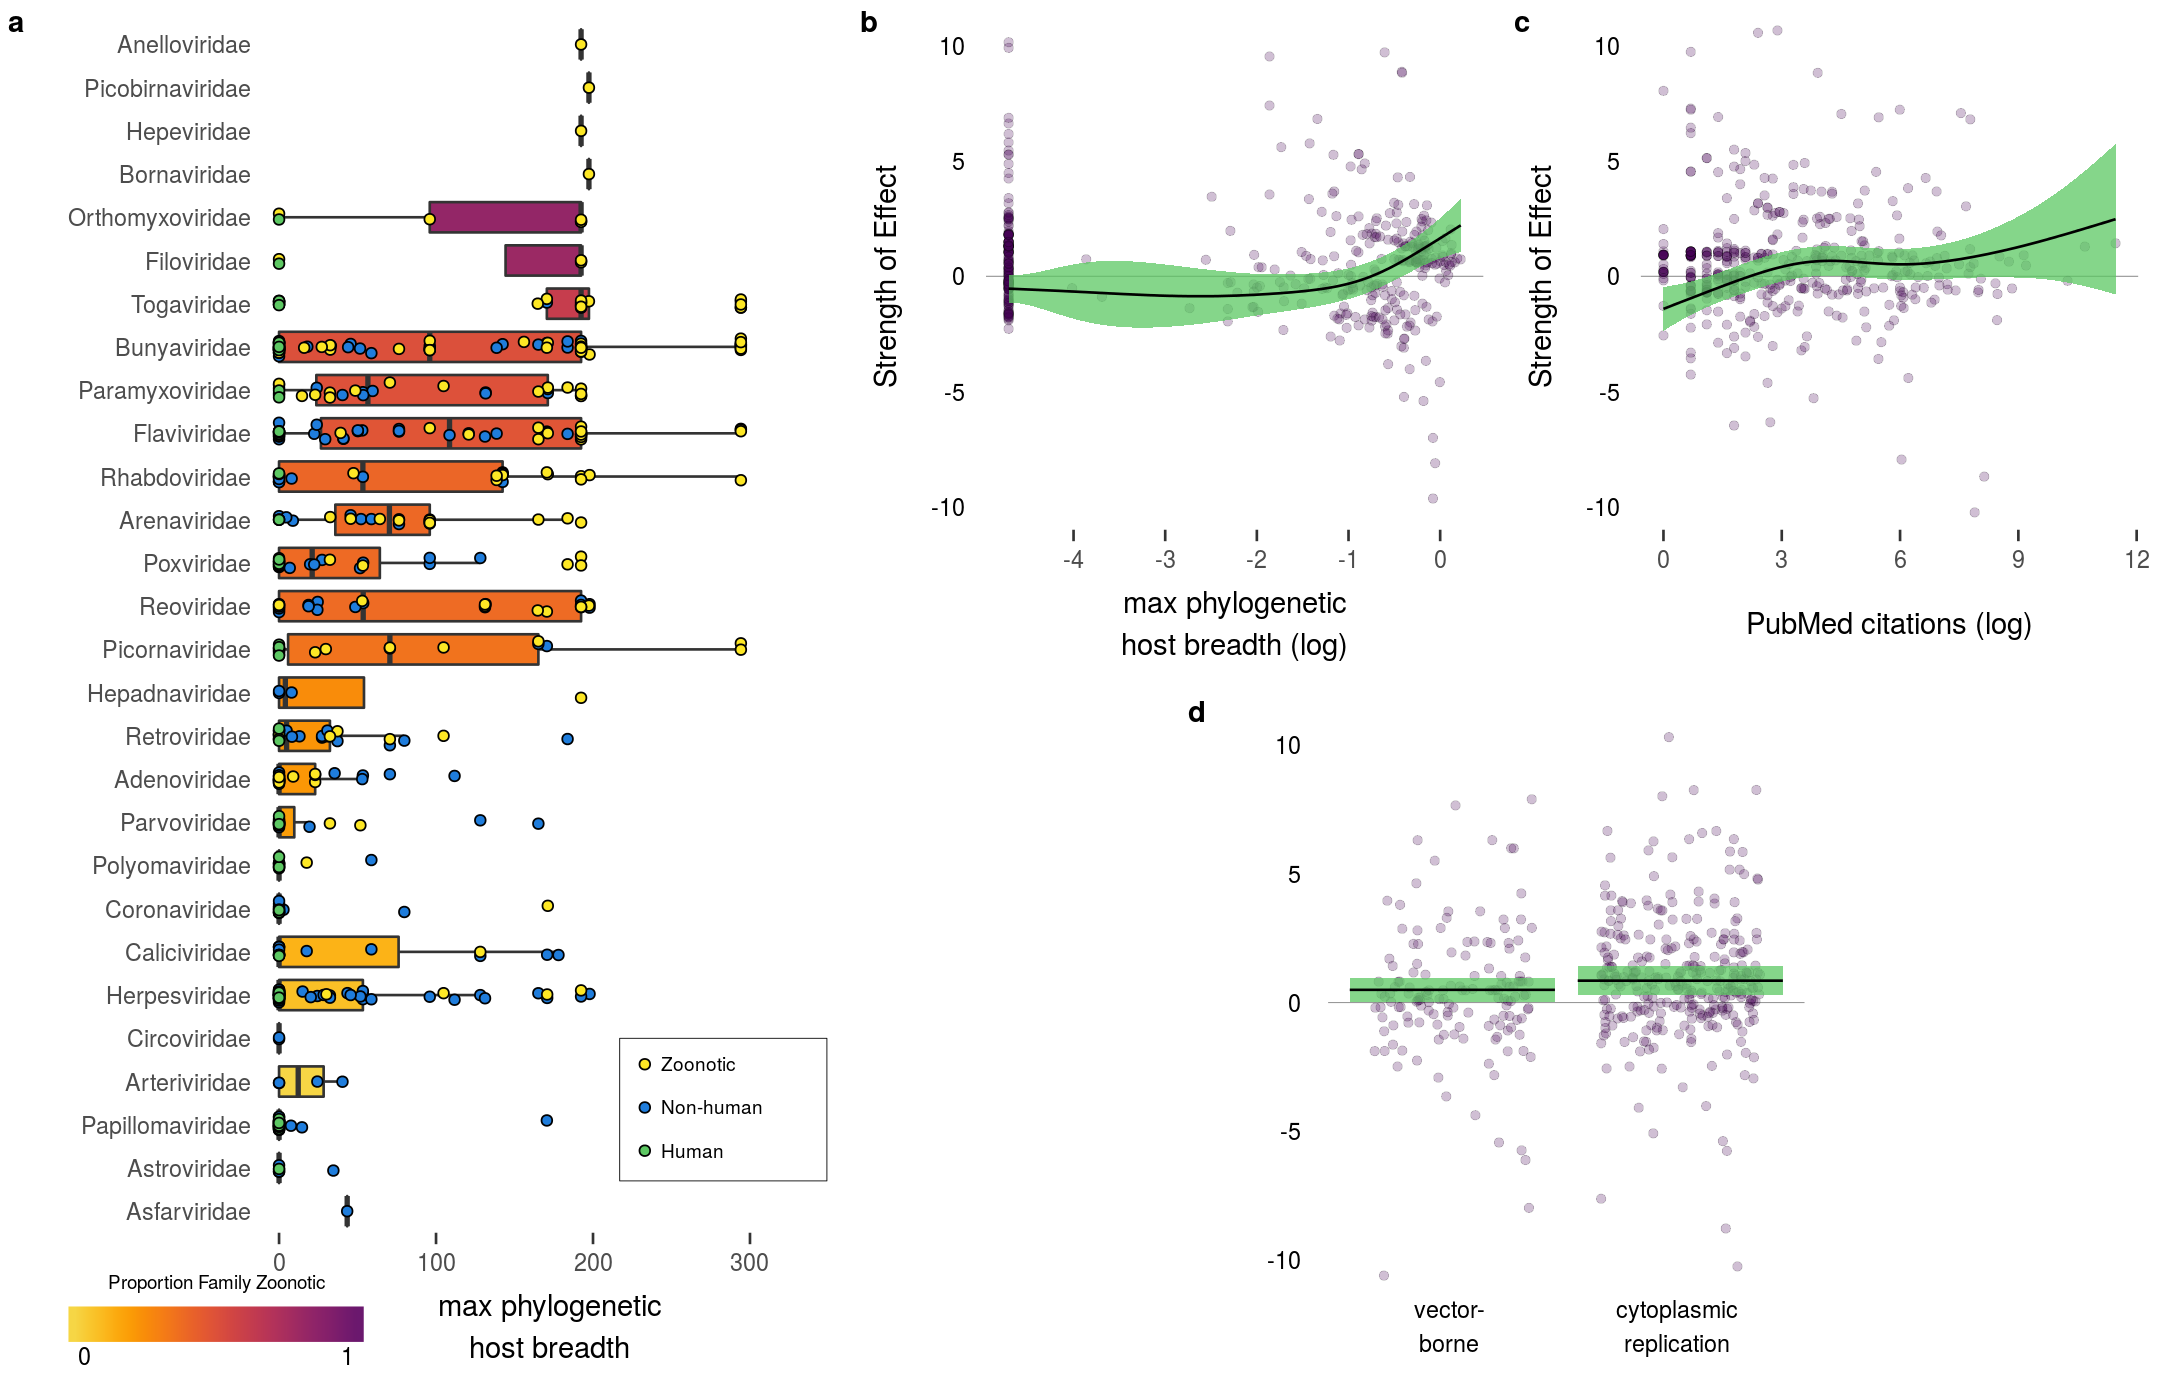 a
Anelloviridae
Picobirnaviridae
Hepeviridae
Bornaviridae
Orthomyxoviridae
Filoviridae
Togaviridae
Bunyaviridae
Paramyxoviridae
Flaviviridae
Rhabdoviridae
Arenaviridae
Poxviridae
Reoviridae
Picornaviridae
Hepadnaviridae
Retroviridae
Adenoviridae
Parvoviridae
Polyomaviridae
Coronaviridae
Caliciviridae
Herpesviridae
Circoviridae
Arteriviridae
Papillomaviridae
Astroviridae
Asfarviridae
Zoonotic
Non-human
Human
0 100 200 300
Proportion Family Zoonotic
0 1
max phylogenetic
host breadth
b
Strength of Effect
10
5
0
-5
-10
-4 -3 -2 -1 0
max phylogenetic
host breadth (log)
c
Strength of Effect
10
5
0
-5
-10
0 3 6 9 12
PubMed citations (log)
d
10
5
0
-5
-10
vector-
borne
cytoplasmic
replication